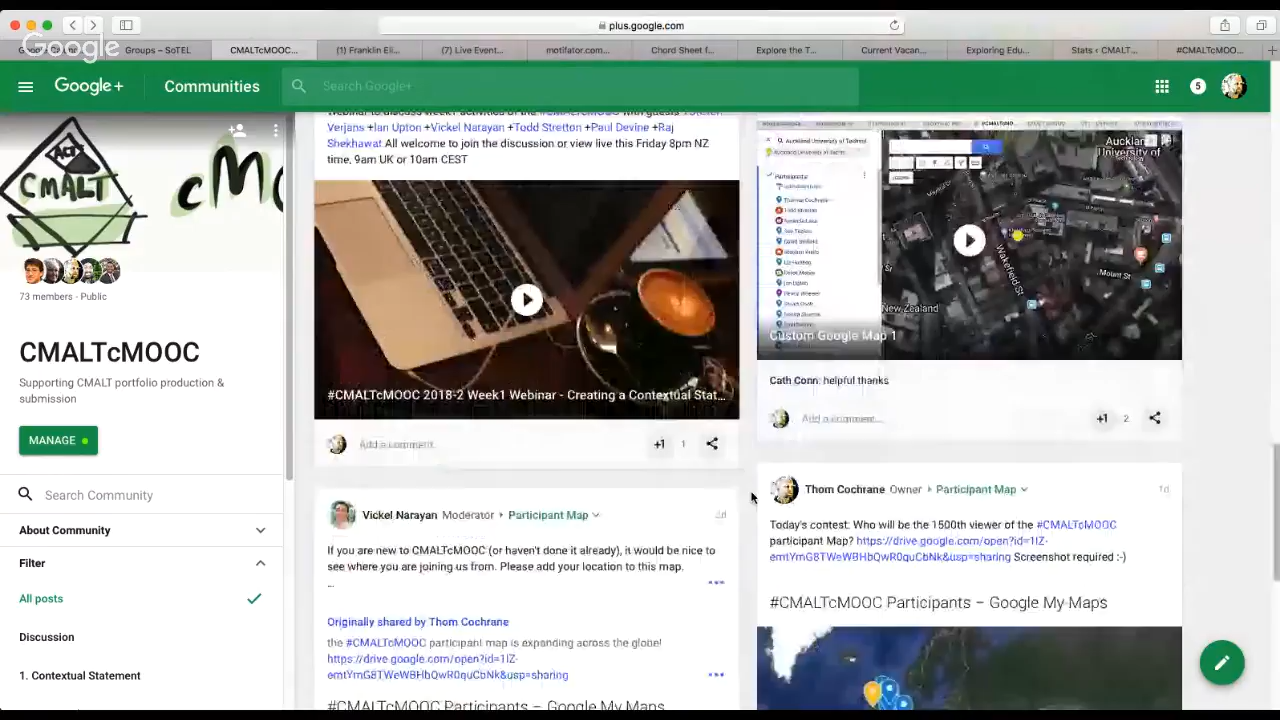 plus.google.com
Google
Groups – SoTEL
CMALTcMOOC...
(1) Franklin Eli...
(7) Live Event...
motifator.com...
Chord Sheet f...
Explore the T...
Current Vacan...
Exploring Edu...
Stats ‹ CMALT...
#CMALTcMOO...
Google+
Communities
Search Google+
5
CMALT
cM
73 members - Public
CMALTcMOOC
Supporting CMALT portfolio production &
submission
MANAGE
Search Community
About Community
Filter
All posts
Discussion
1. Contextual Statement
Verjans +Ian Upton +Vickel Narayan +Todd Stretton +Paul Devine +Raj
Shekhawat All welcome to join the discussion or view live this Friday 8pm NZ
time, 9am UK or 10am CEST
#CMALTcMOOC 2018-2 Week1 Webinar - Creating a Contextual Stat...
Add a comment...
+1 1
Vickel Narayan Moderator Participant Map
If you are new to CMALTcMOOC (or haven't done it already), it would be nice to
see where you are joining us from. Please add your location to this map.
...
Originally shared by Thom Cochrane
the #CMALTcMOOC participant map is expanding across the globe!
https://drive.google.com/open?id=1IZ-
emtYmG8TWeWBHbQwR0quCbNk&usp=sharing
#CMALTcMOOC Participants – Google My Maps
Auckland
University of
Participants
Wakefield St
Mount St
New Zealand
Custom Google Map 1
Cath Conn: helpful thanks
Add a comment...
+1 2
Thom Cochrane Owner Participant Map
1d
Today's contest: Who will be the 1500th viewer of the #CMALTcMOOC
participant Map? https://drive.google.com/open?id=1IZ-
emtYmG8TWeWBHbQwR0quCbNk&usp=sharing Screenshot required :-)
#CMALTcMOOC Participants – Google My Maps